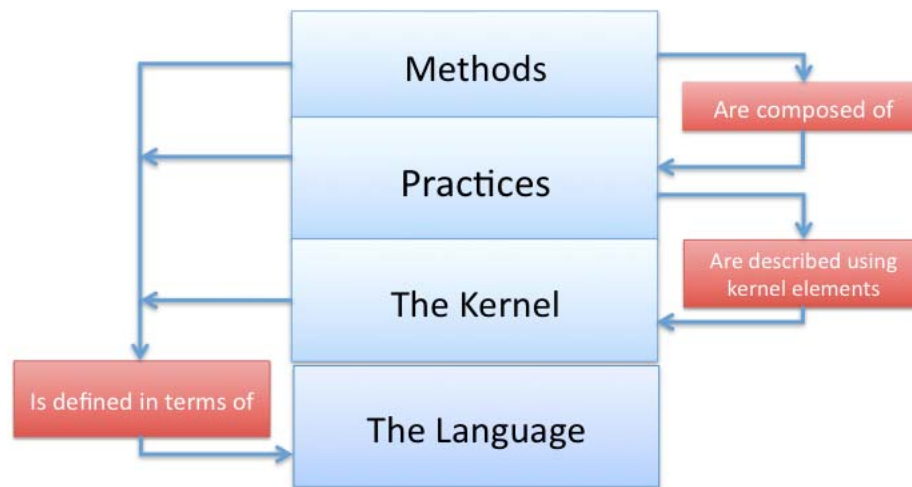 Methods
Are composed of
Practices
Are described using
kernel elements
The Kernel
Is defined in terms of
The Language